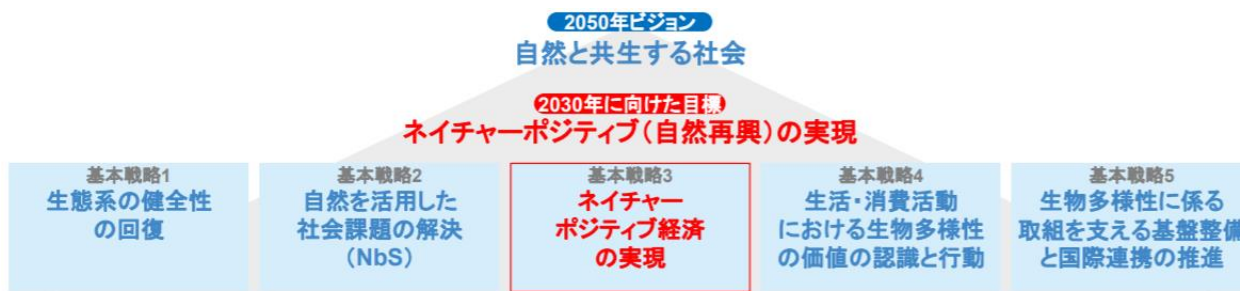 2050年ビジョン
自然と共生する社会
2030年に向けた目標
ネイチャーポジティブ（自然再興）の実現
基本戦略1
生態系の健全性
の回復
基本戦略2
自然を活用した
社会課題の解決
（NbS）
基本戦略3
ネイチャー
ポジティブ経済
の実現
基本戦略4
生活・消費活動
における生物多様性
の価値の認識と行動
基本戦略5
生物多様性に係る
取組を支える基盤整備
と国際連携の推進